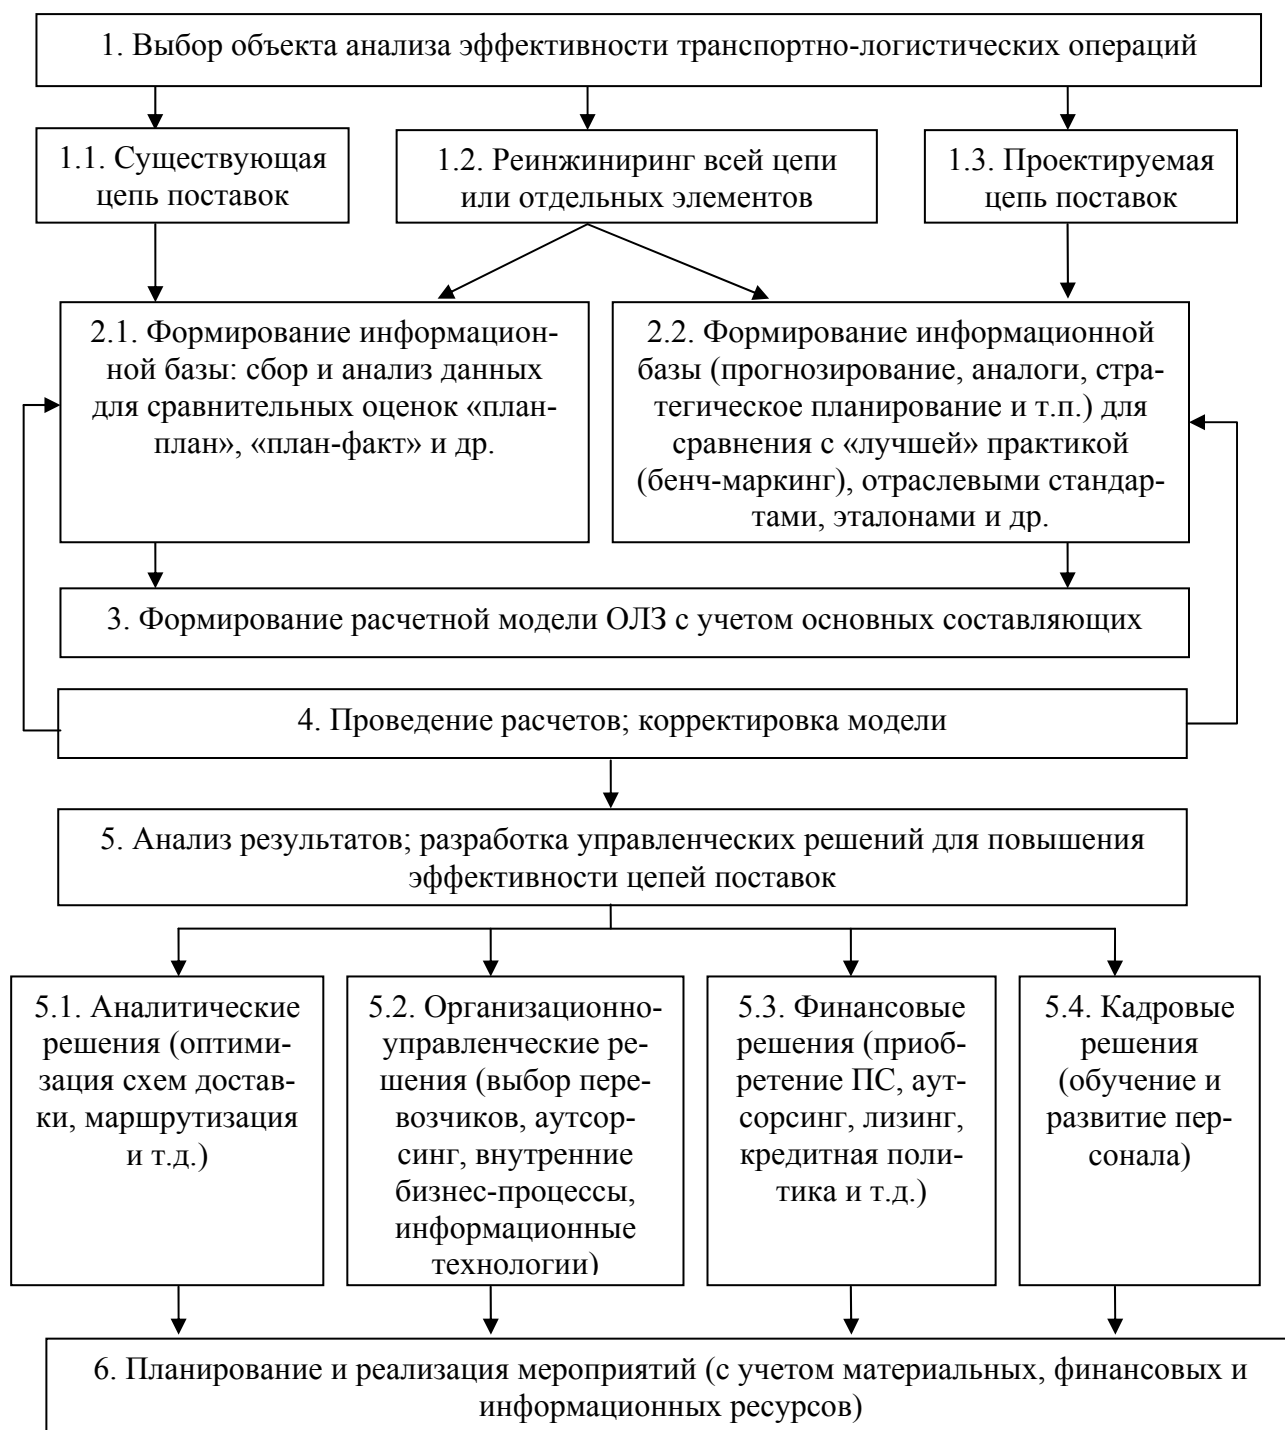 1. Выбор объекта анализа эффективности транспортно-логистических операций
1.1. Существующая
цепь поставок
1.2. Реинжиниринг всей цепи
или отдельных элементов
1.3. Проектируемая
цепь поставок
2.1. Формирование информацион-
ной базы: сбор и анализ данных
для сравнительных оценок «план-
план», «план-факт» и др.
2.2. Формирование информационной
базы (прогнозирование, аналоги, стра-
тегическое планирование и т.п.) для
сравнения с «лучшей» практикой
(бенч-маркинг), отраслевыми стандар-
тами, эталонами и др.
3. Формирование расчетной модели ОЛЗ с учетом основных составляющих
4. Проведение расчетов; корректировка модели
5. Анализ результатов; разработка управленческих решений для повышения
эффективности цепей поставок
5.1. Аналитические
решения (оптими-
зация схем достав-
ки, маршрутизация
и т.д.)
5.2. Организационно-
управленческие ре-
шения (выбор пере-
возчиков, аутсор-
синг, внутренние
бизнес-процессы,
информационные
технологии)
5.3. Финансовые
решения (приоб-
ретение ПС, аут-
сорсинг, лизинг,
кредитная поли-
тика и т.д.)
5.4. Кадровые
решения
(обучение и
развитие пер-
сонала)
6. Планирование и реализация мероприятий (с учетом материальных, финансовых и
информационных ресурсов)